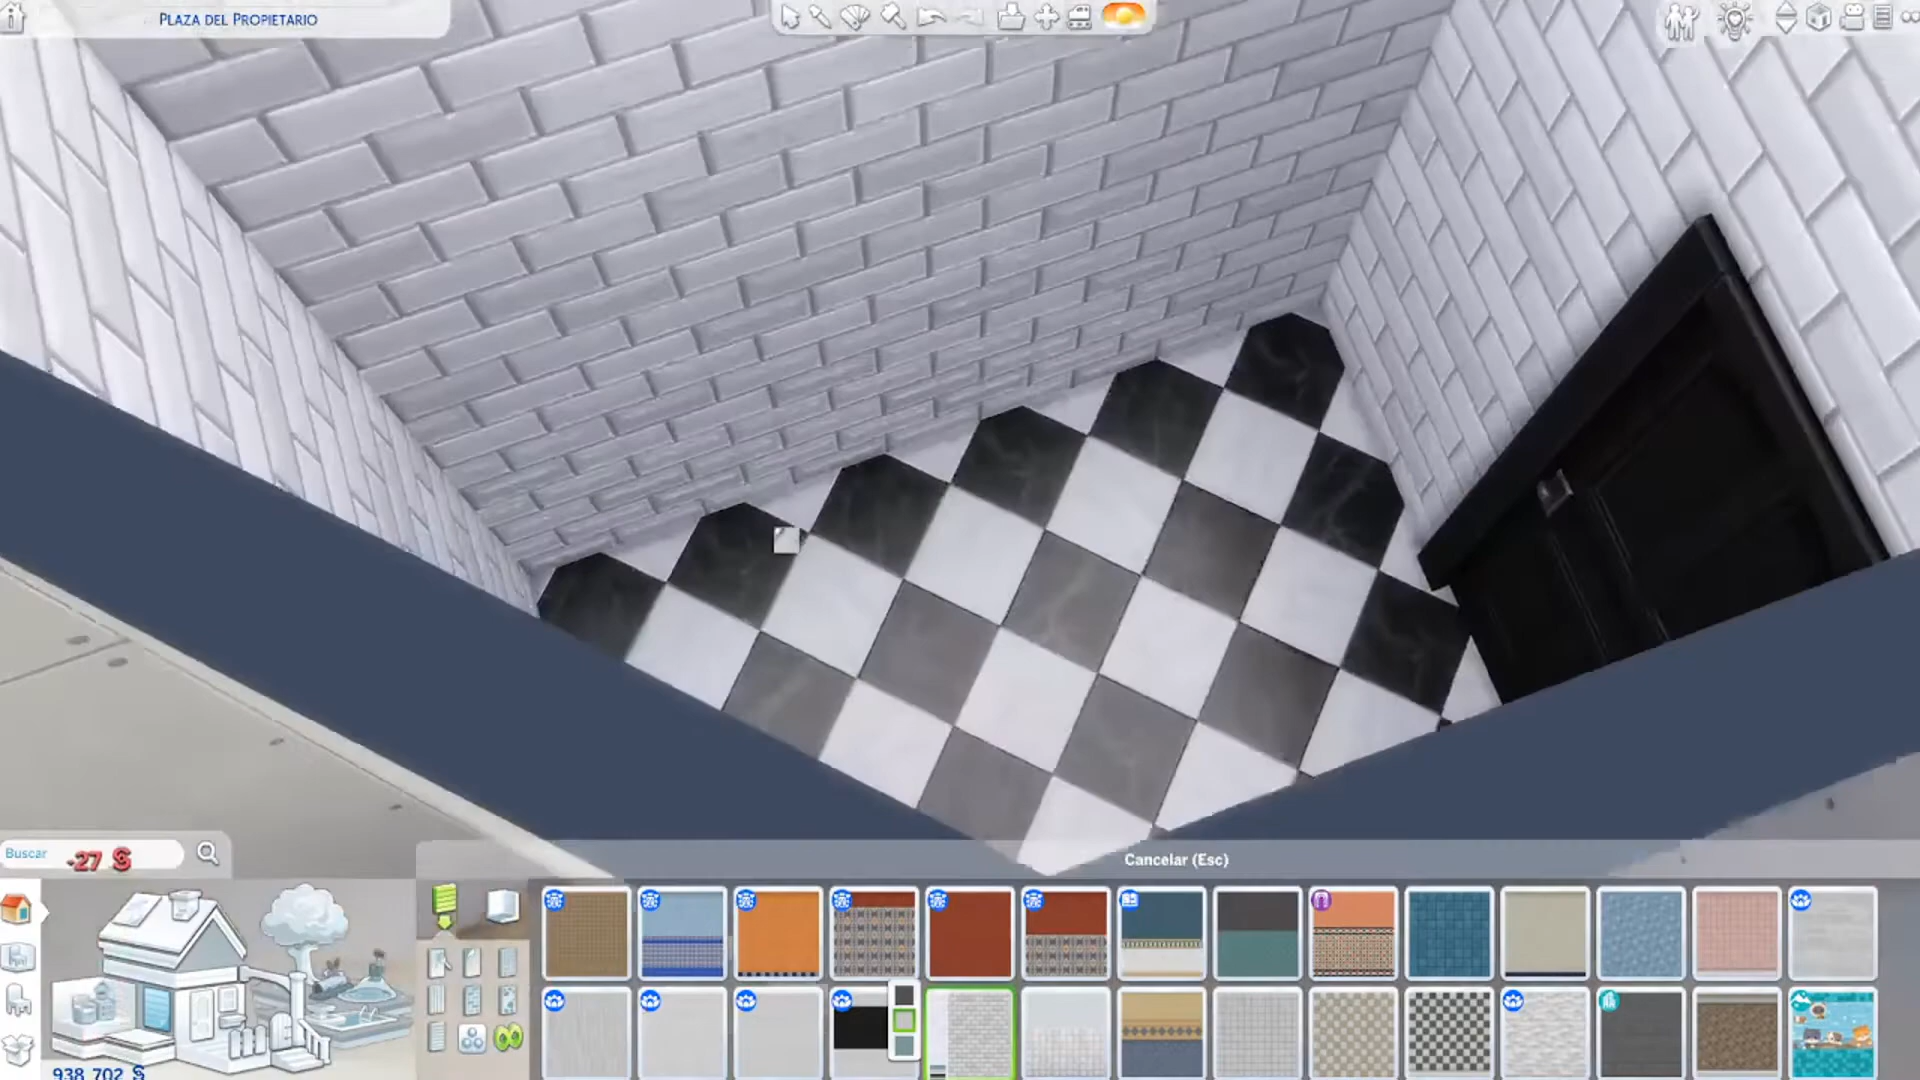 PLAZA DEL PROPIETARIO
Buscar
-27 §
Cancelar (Esc)
938 702 §